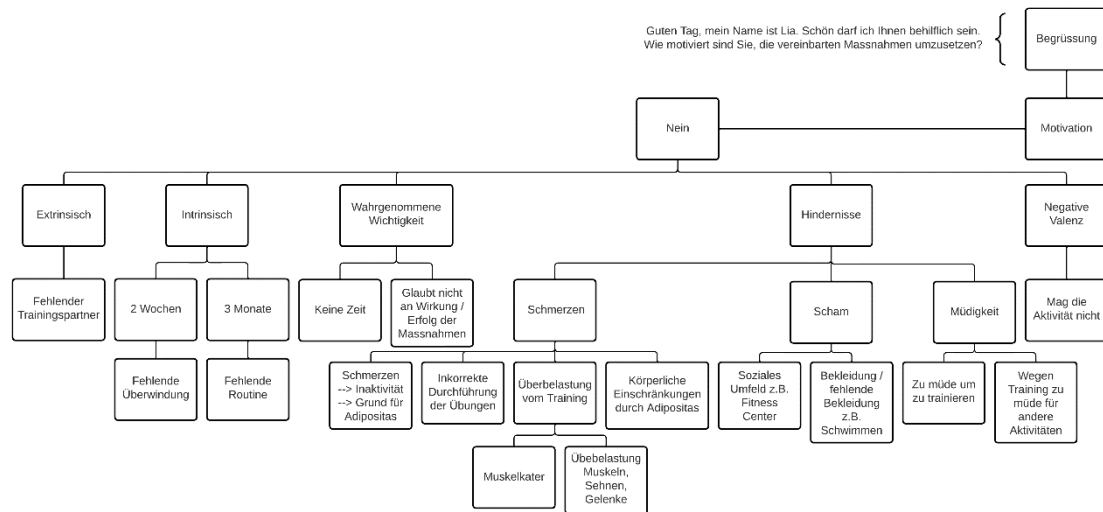 Guten Tag, mein Name ist Lia. Schön darf ich Ihnen behilflich sein.
Wie motiviert sind Sie, die vereinbarten Massnahmen umzusetzen?
Begrüssung
Nein
Motivation
Extrinsisch
Intrinsisch
Wahrgenommene
Wichtigkeit
Hindernisse
Negative
Valenz
Fehlender
Trainingspartner
2 Wochen
3 Monate
Keine Zeit
Glaubt nicht
an Wirkung /
Erfolg der
Massnahmen
Schmerzen
Scham
Müdigkeit
Mag die
Aktivität nicht
Fehlende
Überwindung
Fehlende
Routine
Schmerzen
--> Inaktivität
--> Grund für
Adipositas
Inkorrekte
Durchführung
der Übungen
Überbelastung
vom Training
Körperliche
Einschränkungen
durch Adipositas
Soziales
Umfeld z.B.
Fitness
Center
Bekleidung /
fehlende
Bekleidung
z.B.
Schwimmen
Zu müde um
zu trainieren
Wegen
Training zu
müde für
andere
Aktivitäten
Muskelkater
Übebelastung
Muskeln,
Sehnen,
Gelenke